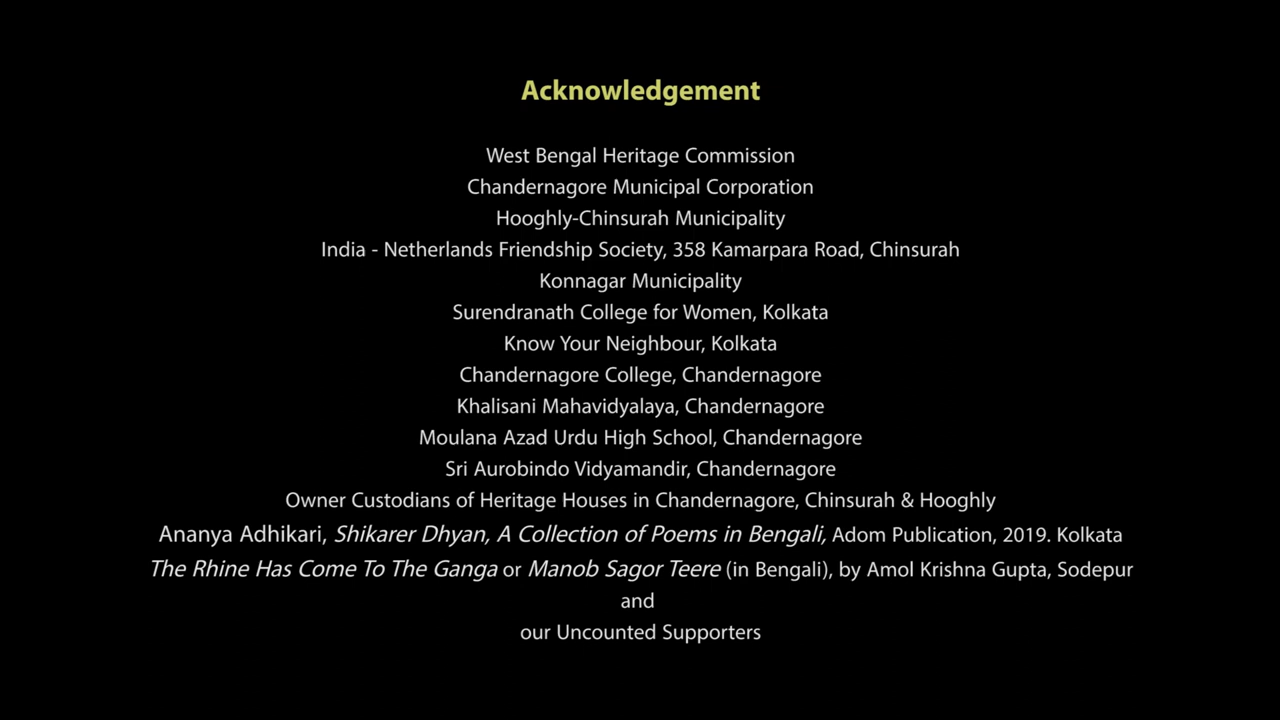 Acknowledgement
West Bengal Heritage Commission
Chandernagore Municipal Corporation
Hooghly-Chinsurah Municipality
India - Netherlands Friendship Society, 358 Kamarpara Road, Chinsurah
Konnagar Municipality
Surendranath College for Women, Kolkata
Know Your Neighbour, Kolkata
Chandernagore College, Chandernagore
Khalisani Mahavidyalaya, Chandernagore
Moulana Azad Urdu High School, Chandernagore
Sri Aurobindo Vidyamandir, Chandernagore
Owner Custodians of Heritage Houses in Chandernagore, Chinsurah & Hooghly
Ananya Adhikari, Shikarer Dhyan, A Collection of Poems in Bengali, Adom Publication, 2019. Kolkata
The Rhine Has Come To The Ganga or Manob Sagor Teere (in Bengali), by Amol Krishna Gupta, Sodepur
and
our Uncounted Supporters